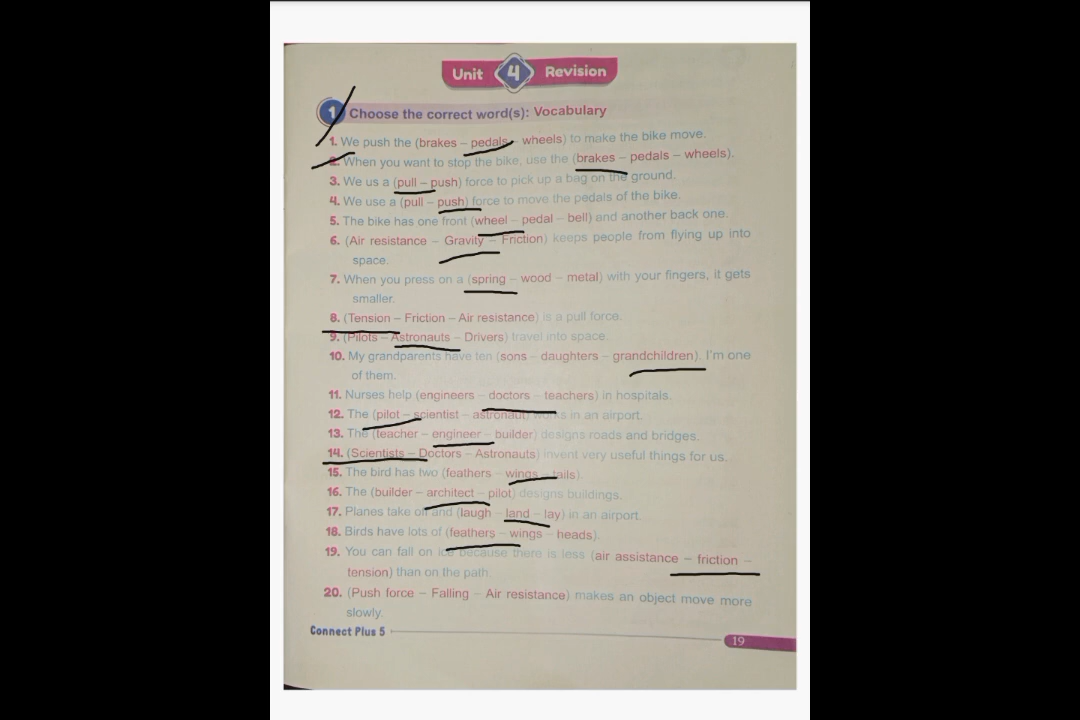 Unit 4 Revision
1 Choose the correct word(s): Vocabulary
1. We push the (brakes – pedals – wheels) to make the bike move.
2. When you want to stop the bike, use the (brakes – pedals – wheels).
3. We us a (pull – push) force to pick up a bag on the ground.
4. We use a (pull – push) force to move the pedals of the bike.
5. The bike has one front (wheel – pedal – bell) and another back one.
6. (Air resistance – Gravity – Friction) keeps people from flying up into
space.
7. When you press on a (spring – wood – metal) with your fingers, it gets
smaller.
8. (Tension – Friction – Air resistance) is a pull force.
9. (Pilots – Astronauts – Drivers) travel into space.
10. My grandparents have ten (sons – daughters – grandchildren). I'm one
of them.
11. Nurses help (engineers – doctors – teachers) in hospitals.
12. The (pilot – scientist – astronaut) works in an airport.
13. The (teacher – engineer – builder) designs roads and bridges.
14. (Scientists – Doctors – Astronauts) invent very useful things for us.
15. The bird has two (feathers – wings – tails).
16. The (builder – architect – pilot) designs buildings.
17. Planes take off and (laugh – land – lay) in an airport.
18. Birds have lots of (feathers – wings – heads).
19. You can fall on ice because there is less (air assistance – friction –
tension) than on the path.
20. (Push force – Falling – Air resistance) makes an object move more
slowly.
Connect Plus 5
19